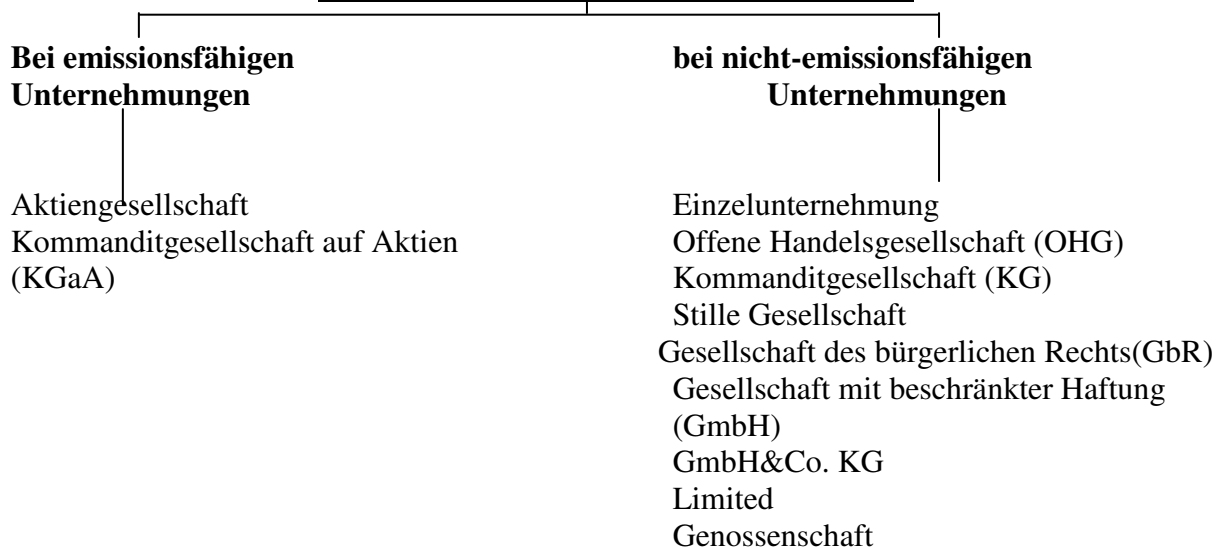 Bei emissionsfähigen
Unternehmungen
Aktiengesellschaft
Kommanditgesellschaft auf Aktien
(KGaA)
bei nicht-emissionsfähigen
Unternehmungen
Einzelunternehmung
Offene Handelsgesellschaft (OHG)
Kommanditgesellschaft (KG)
Stille Gesellschaft
Gesellschaft des bürgerlichen Rechts(GbR)
Gesellschaft mit beschränkter Haftung
(GmbH)
GmbH&Co. KG
Limited
Genossenschaft